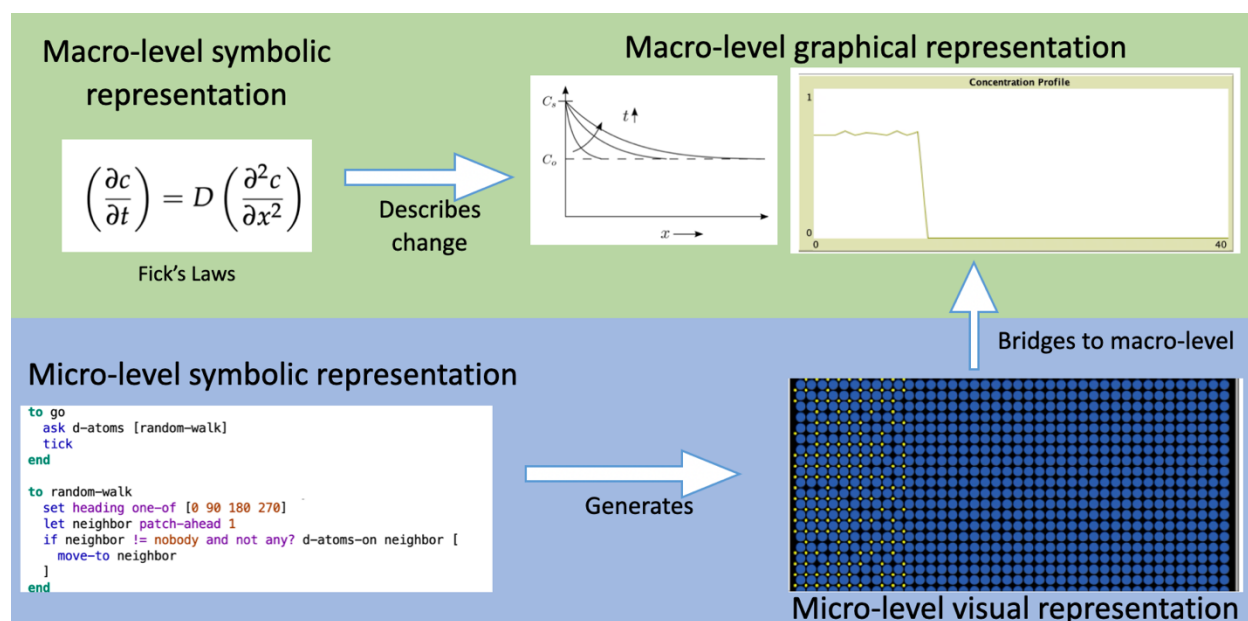 Macro-level symbolic
representation
(∂c/∂t) = D (∂²c/∂x²)
Fick's Laws
Describes
change
Macro-level graphical representation
Cₛ
t↑
Cₒ
x →
Concentration Profile
1
0
0
40
Bridges to macro-level
Micro-level symbolic representation
to go
ask d-atoms [random-walk]
tick
end
to random-walk
set heading one-of [0 90 180 270]
let neighbor patch-ahead 1
if neighbor != nobody and not any? d-atoms-on neighbor [
move-to neighbor
]
end
Generates
Micro-level visual representation